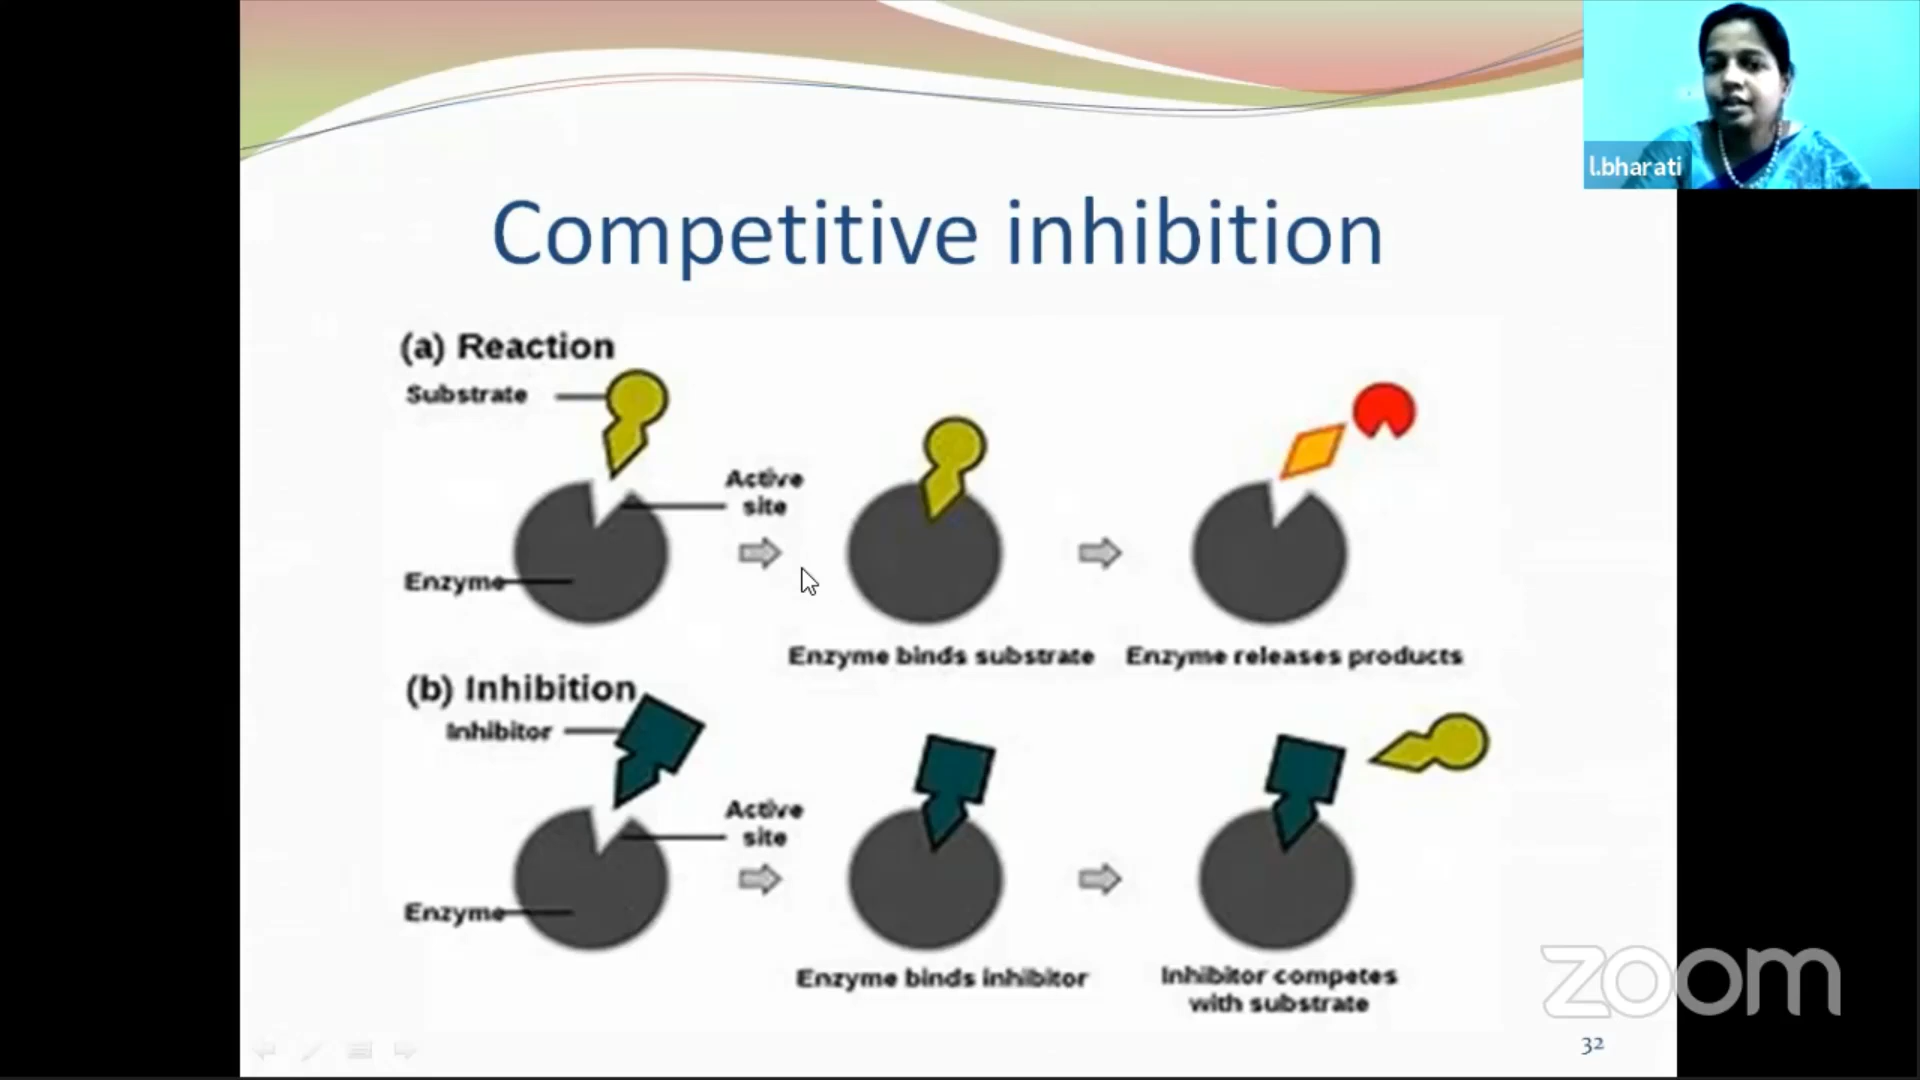 l.bharati
Competitive inhibition
(a) Reaction
Substrate
Active
site
Enzyme
Enzyme binds substrate
Enzyme releases products
(b) Inhibition
Inhibitor
Active
site
Enzyme
Enzyme binds inhibitor
Inhibitor competes
with substrate
zoom
32